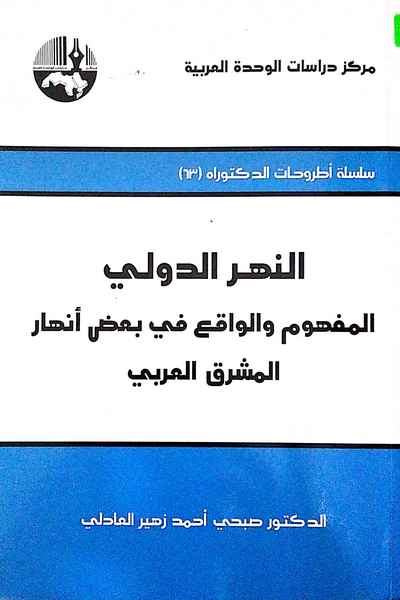 مركز دراسات الوحدة العربية
سلسلة أطروحات الدكتوراه (٦٣)
النهر الدولي
المفهوم والواقع في بعض أنهار
المشرق العربي
الدكتور صبحي أحمد زهير العادلي